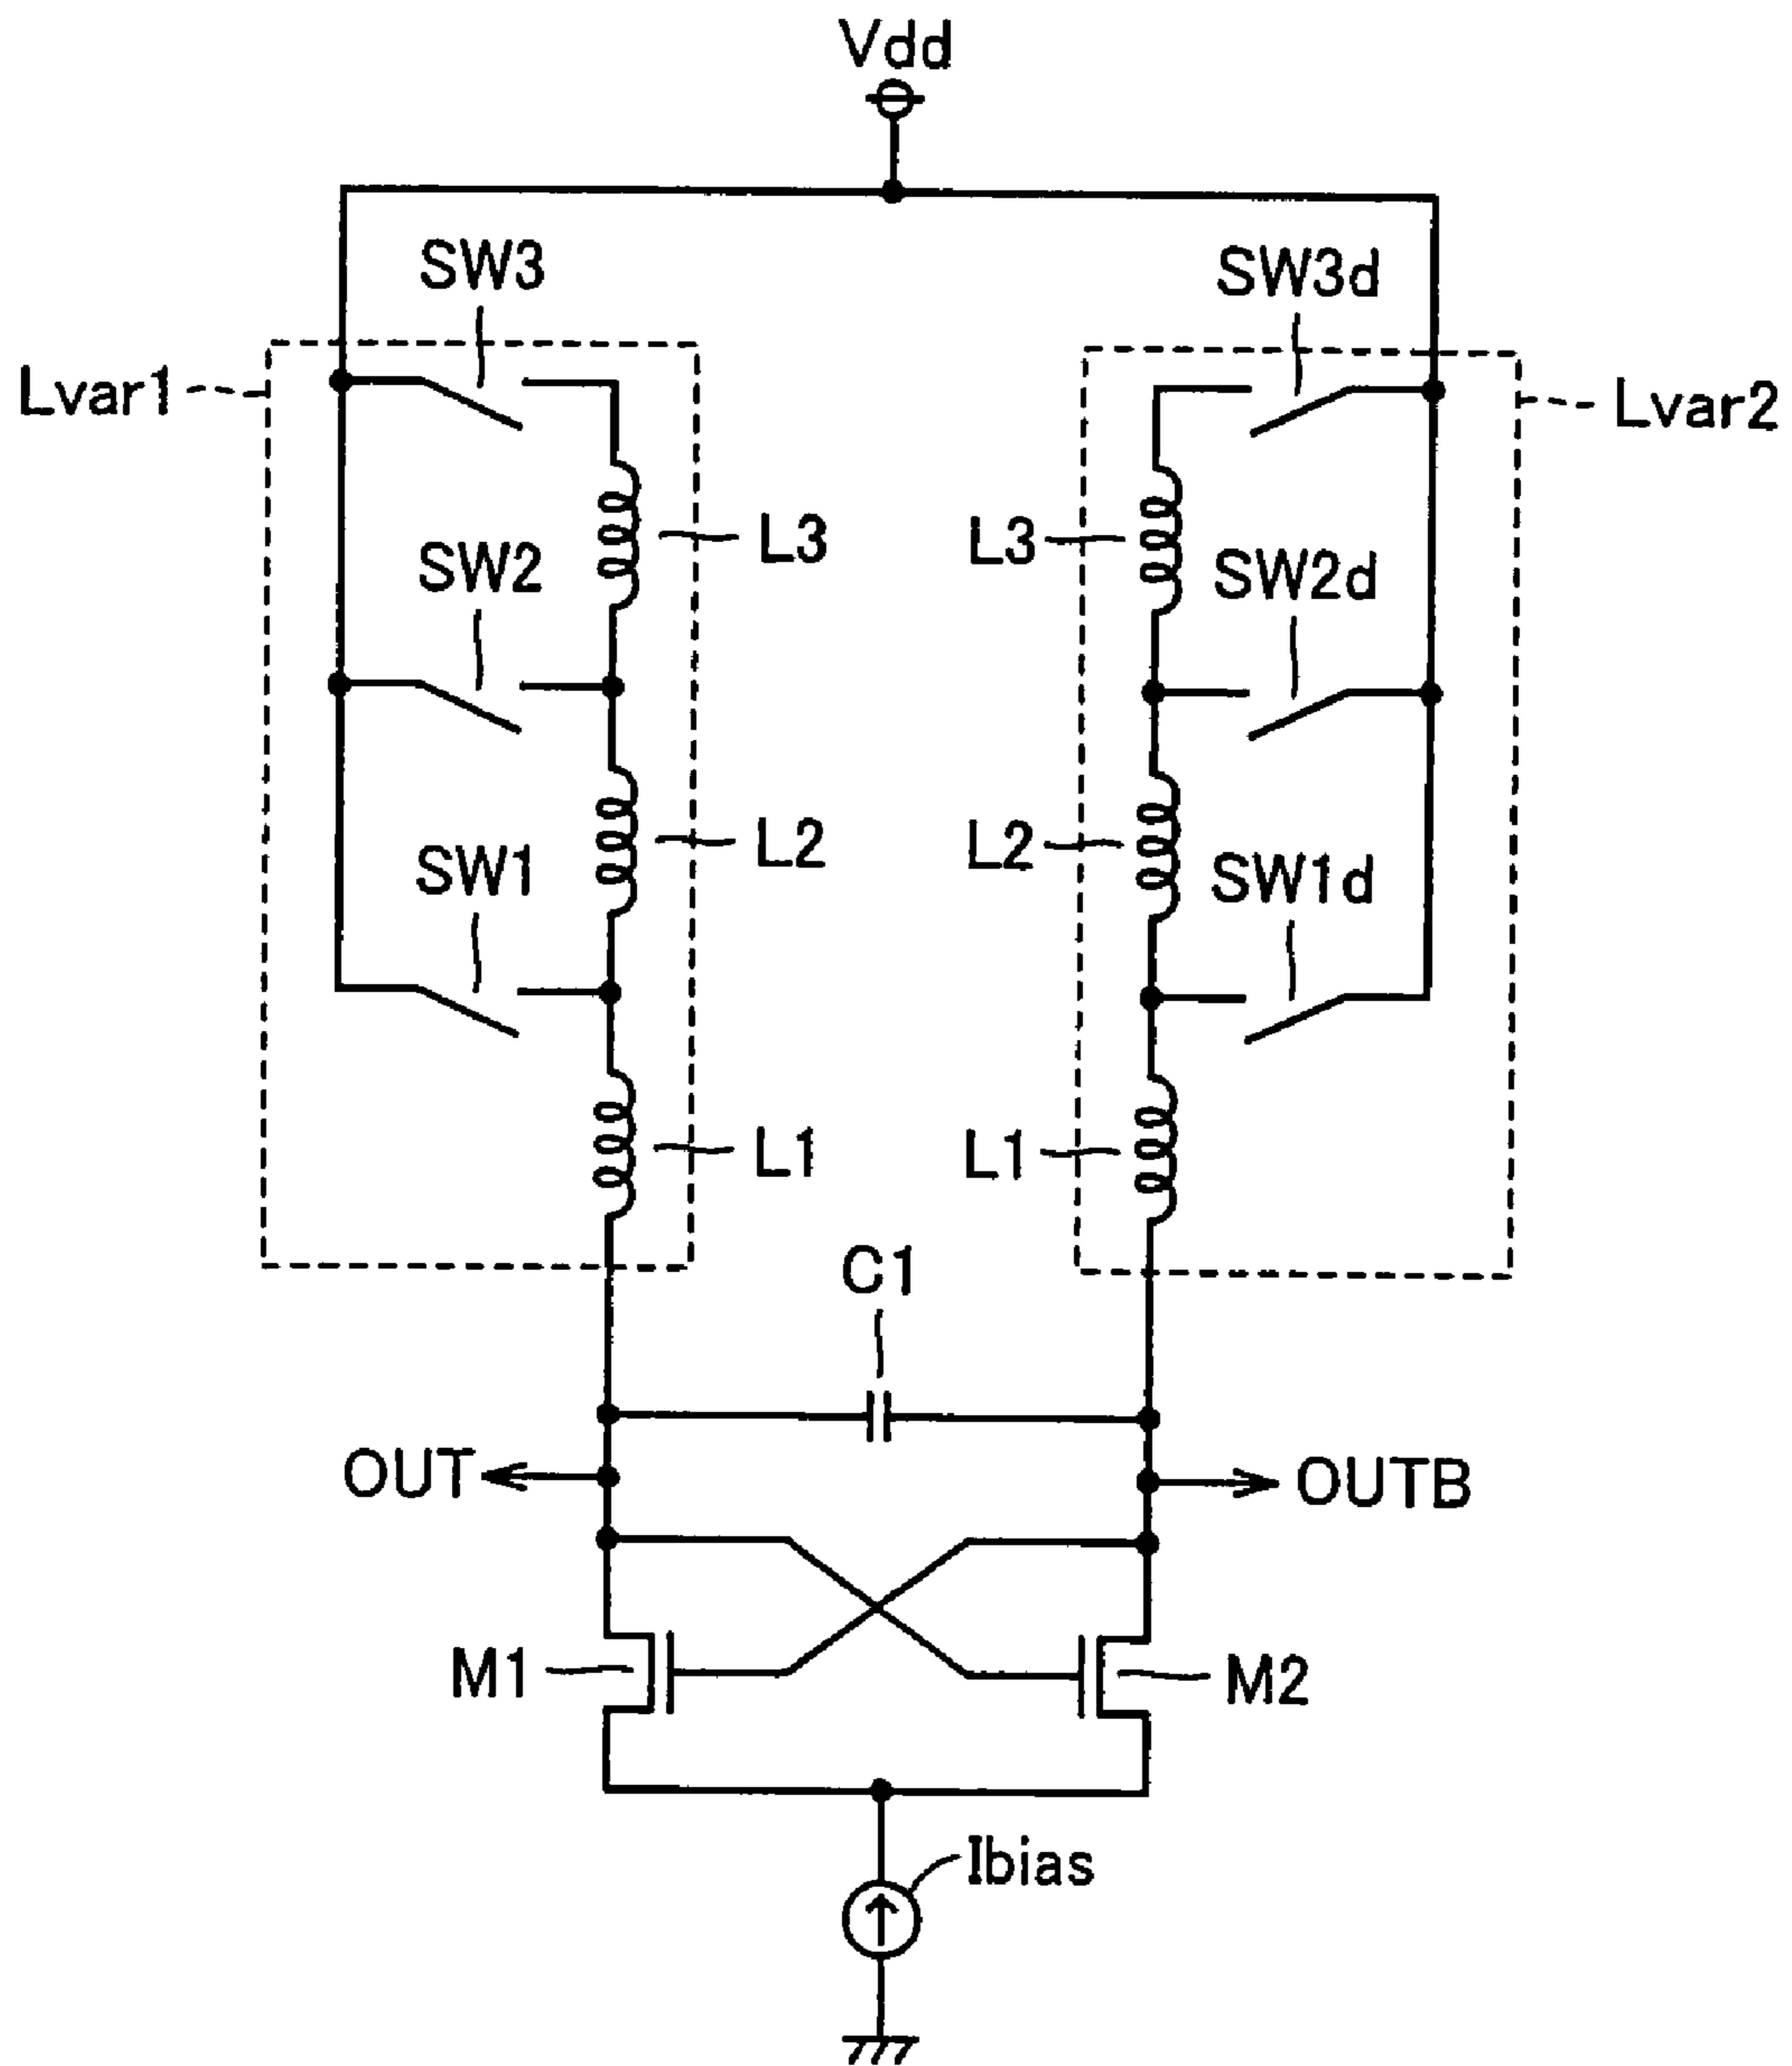 Vdd
SW3
SW3d
Lvar1
Lvar2
L3
L3
SW2
SW2d
L2
L2
SW1
SW1d
L1
L1
C1
OUT
OUTB
M1
M2
Ibias